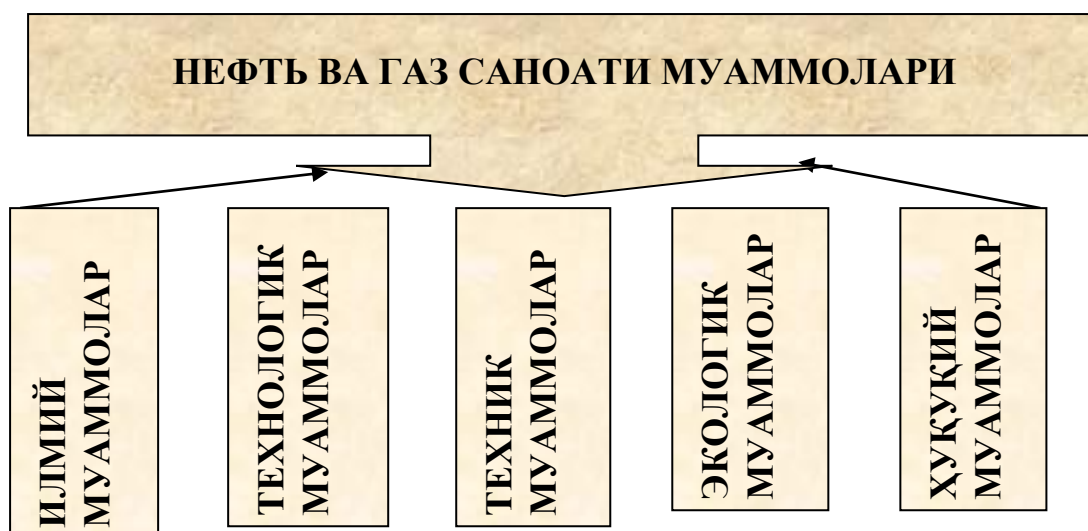 НЕФТЬ ВА ГАЗ САНОАТИ МУАММОЛАРИ
ИЛМИЙ
МУАММОЛАР
ТЕХНОЛОГИК
МУАММОЛАР
ТЕХНИК
МУАММОЛАР
ЭКОЛОГИК
МУАММОЛАР
ҲУҚУҚИЙ
МУАММОЛАР